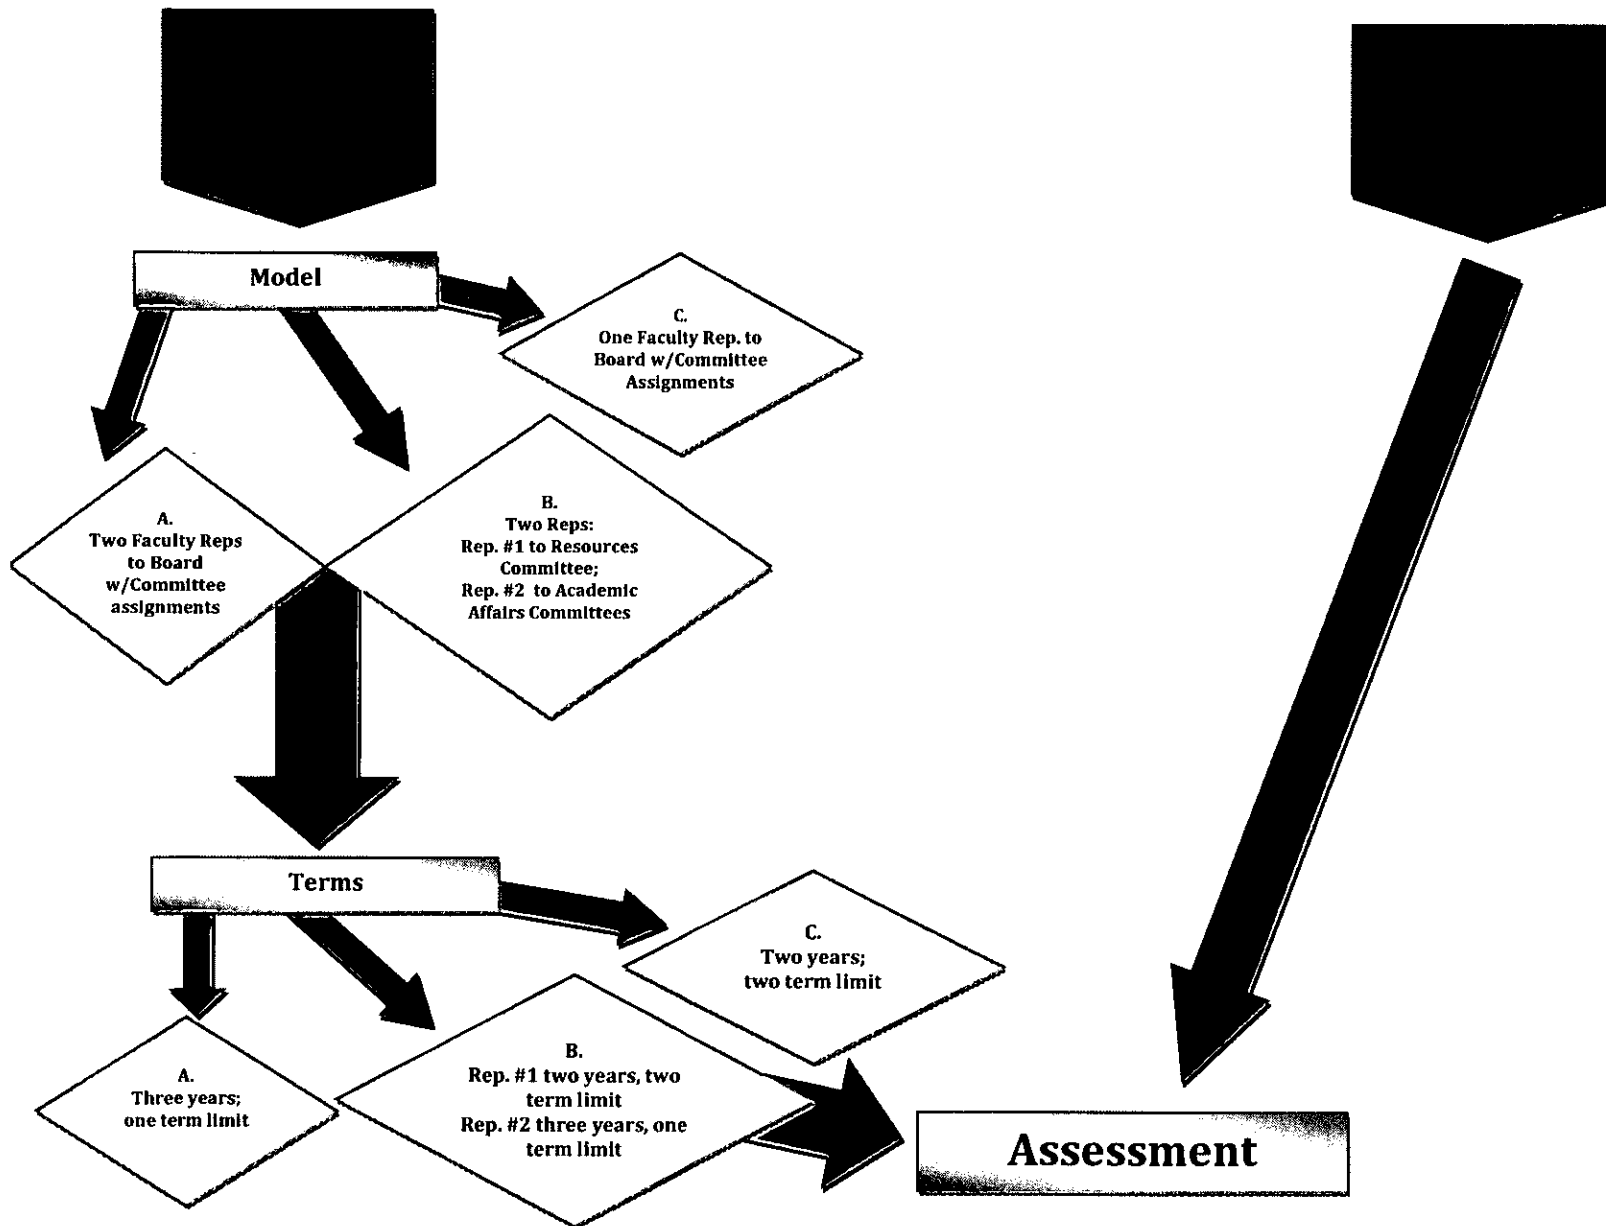 Model
C.
One Faculty Rep. to
Board w/Committee
Assignments
A.
Two Faculty Reps
to Board
w/Committee
assignments
B.
Two Reps:
Rep. #1 to Resources
Committee;
Rep. #2 to Academic
Affairs Committees
Terms
C.
Two years;
two term limit
A.
Three years;
one term limit
B.
Rep. #1 two years, two
term limit
Rep. #2 three years, one
term limit
Assessment